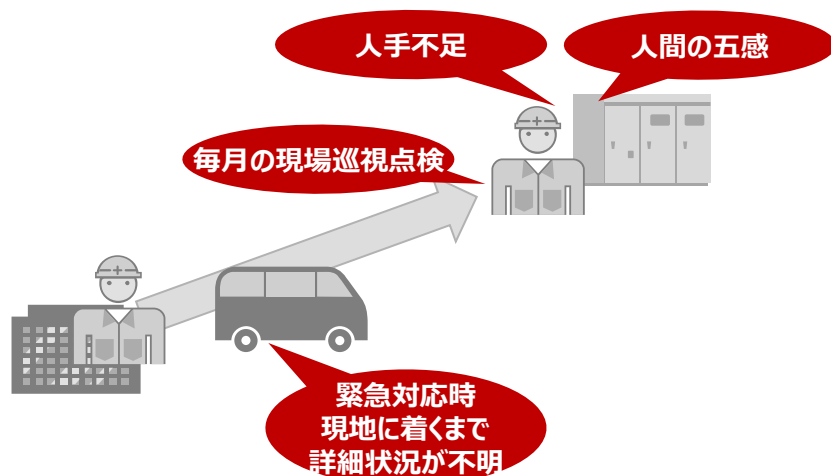 人手不足
人間の五感
毎月の現場巡視点検
緊急対応時
現地に着くまで
詳細状況が不明